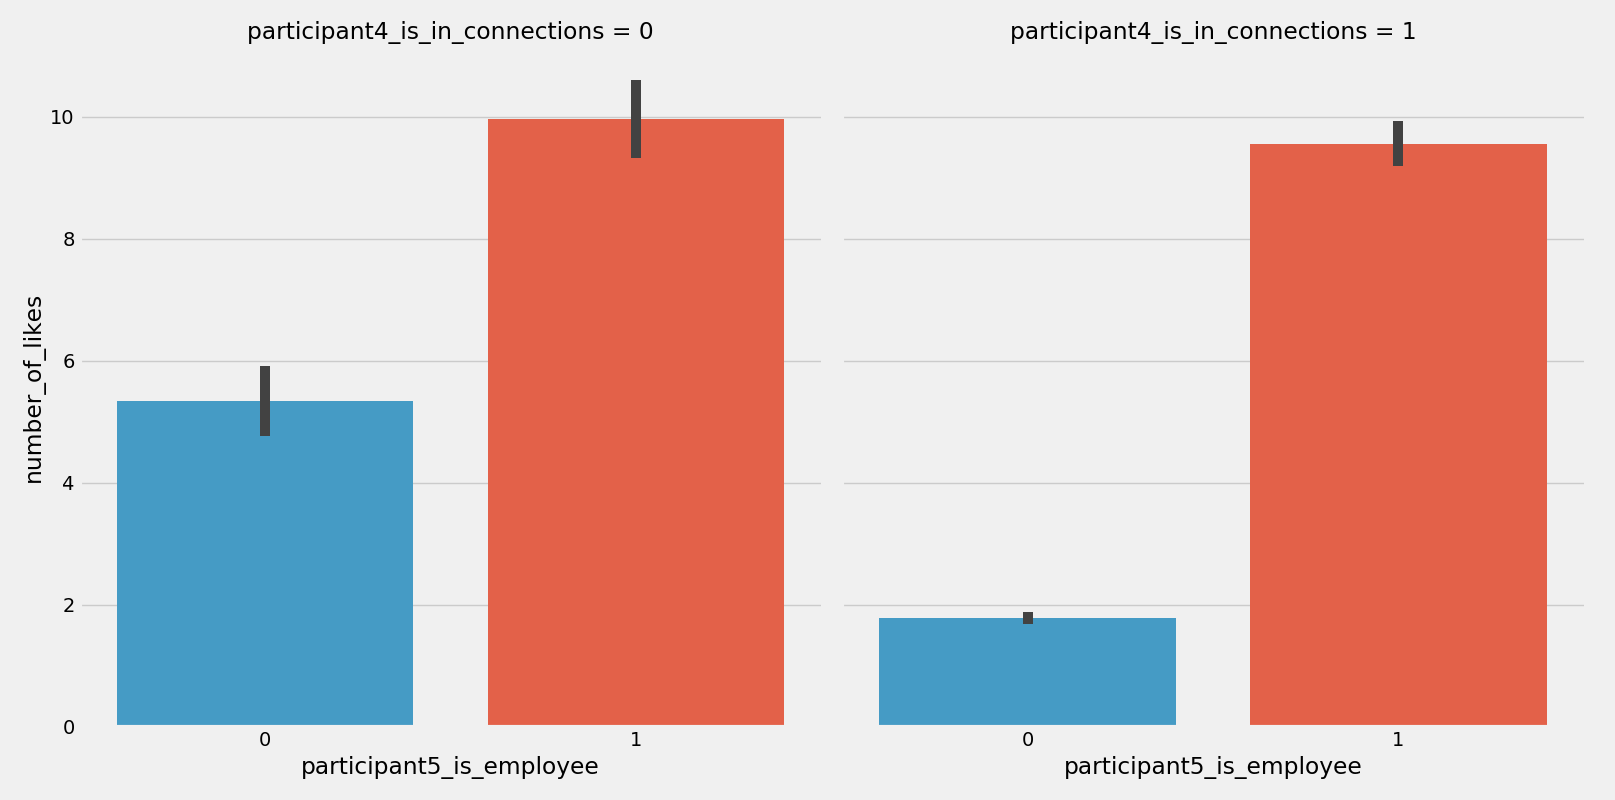 participant4_is_in_connections = 0
participant4_is_in_connections = 1
number_of_likes
10
8
6
4
2
0
0
1
0
1
participant5_is_employee
participant5_is_employee